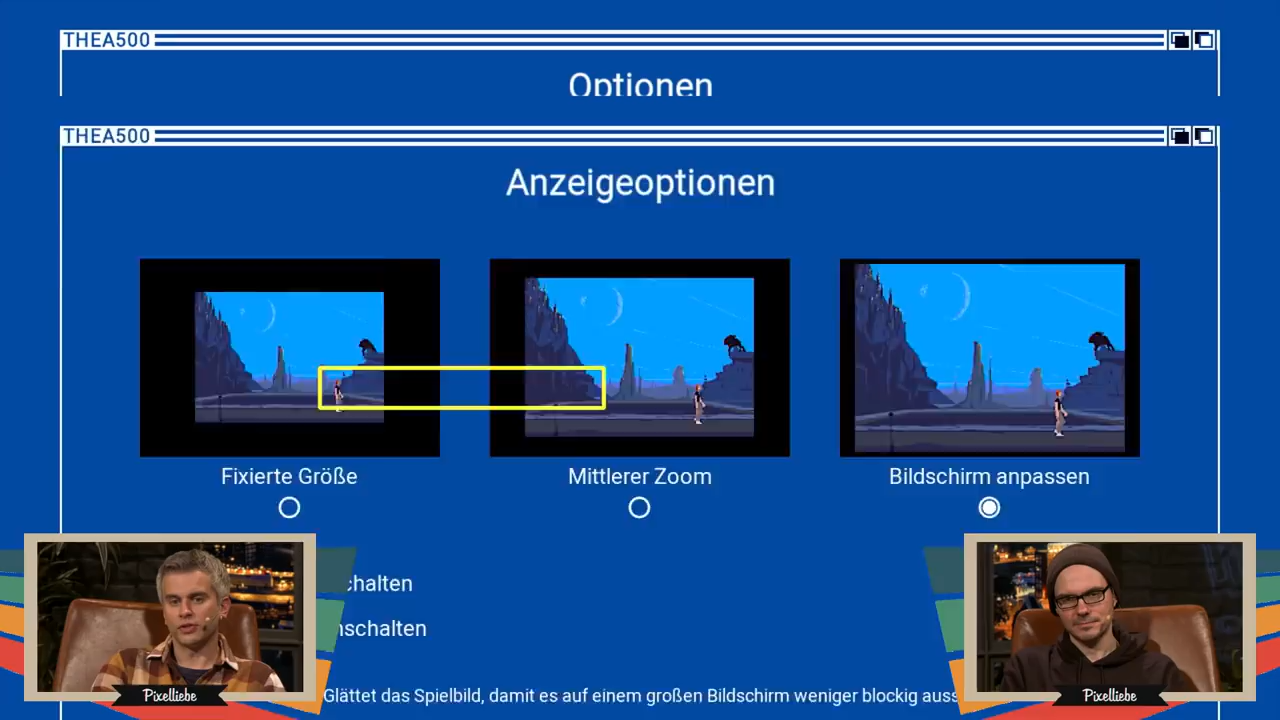 THEA500
Optionen
THEA500
Anzeigeoptionen
Fixierte Größe
Mittlerer Zoom
Bildschirm anpassen
chalten
nschalten
Glättet das Spielbild, damit es auf einem großen Bildschirm weniger blockig auss
Pixelliebe
Pixelliebe